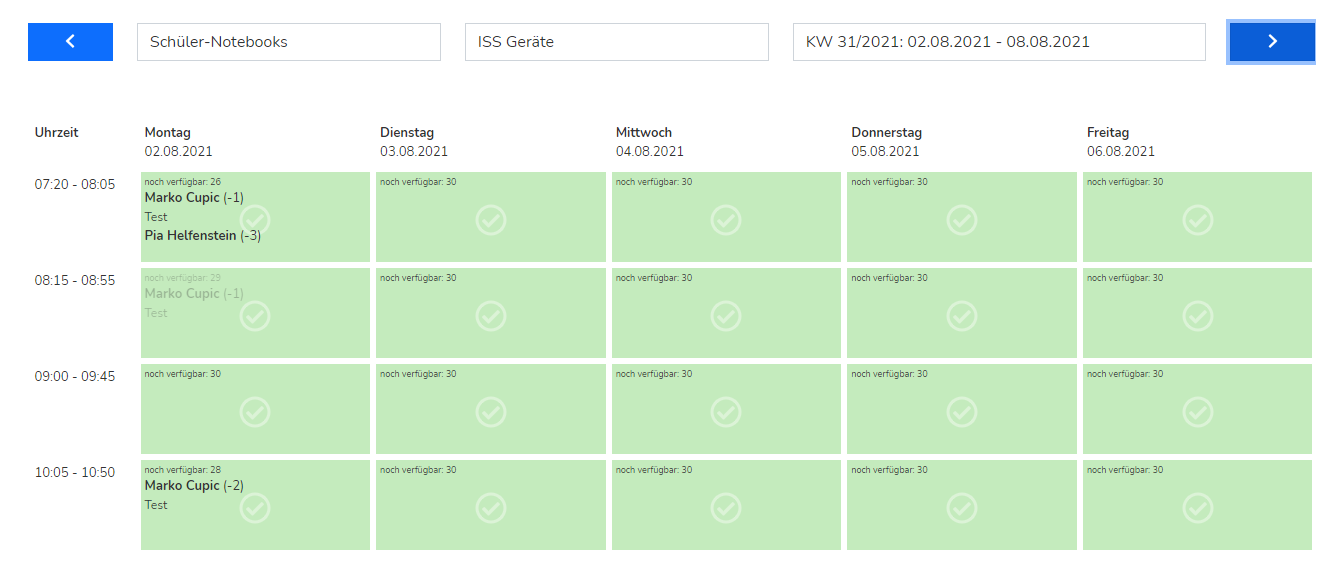 Schüler-Notebooks
ISS Geräte
KW 31/2021: 02.08.2021 - 08.08.2021
Uhrzeit
Montag
02.08.2021
Dienstag
03.08.2021
Mittwoch
04.08.2021
Donnerstag
05.08.2021
Freitag
06.08.2021
07:20 - 08:05
noch verfügbar: 26
Marko Cupic (-1)
Test
Pia Helfenstein (-3)
noch verfügbar: 30
noch verfügbar: 30
noch verfügbar: 30
noch verfügbar: 30
08:15 - 08:55
noch verfügbar: 29
Marko Cupic (-1)
Test
noch verfügbar: 30
noch verfügbar: 30
noch verfügbar: 30
noch verfügbar: 30
09:00 - 09:45
noch verfügbar: 30
noch verfügbar: 30
noch verfügbar: 30
noch verfügbar: 30
noch verfügbar: 30
10:05 - 10:50
noch verfügbar: 28
Marko Cupic (-2)
Test
noch verfügbar: 30
noch verfügbar: 30
noch verfügbar: 30
noch verfügbar: 30